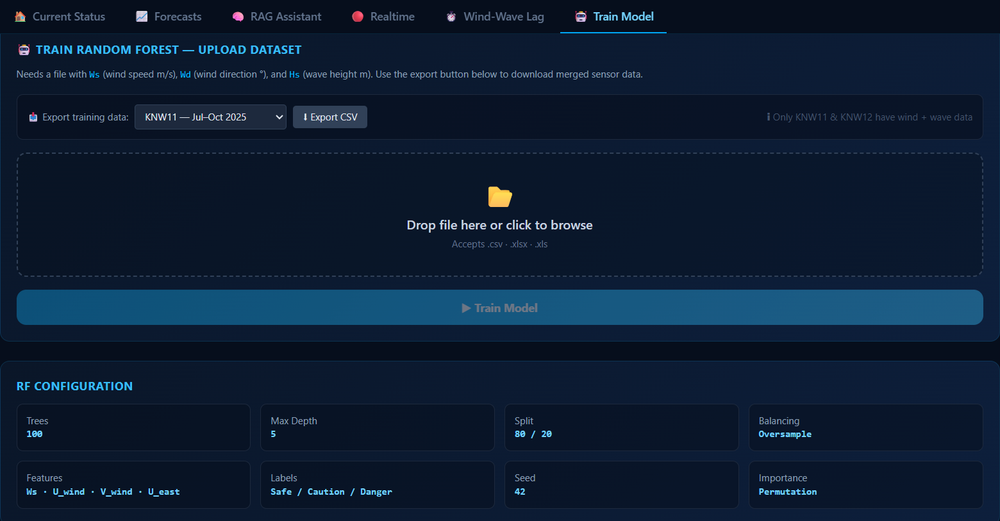 Current Status Forecasts RAG Assistant Realtime Wind-Wave Lag Train Model
TRAIN RANDOM FOREST — UPLOAD DATASET
Needs a file with Ws (wind speed m/s), Wd (wind direction °), and Hs (wave height m). Use the export button below to download merged sensor data.
Export training data: KNW11 — Jul–Oct 2025 ⬇ Export CSV ℹ Only KNW11 & KNW12 have wind + wave data
Drop file here or click to browse
Accepts .csv · .xlsx · .xls
▶ Train Model
RF CONFIGURATION
Trees
100
Max Depth
5
Split
80 / 20
Balancing
Oversample
Features
Ws · U_wind · V_wind · U_east
Labels
Safe / Caution / Danger
Seed
42
Importance
Permutation